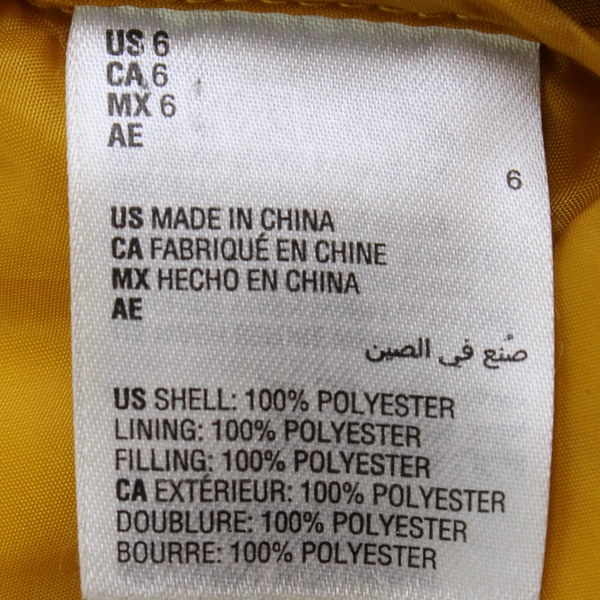 US 6
CA 6
MX 6
AE
6
US MADE IN CHINA
CA FABRIQUÉ EN CHINE
MX HECHO EN CHINA
AE
صُنع في الصين
US SHELL: 100% POLYESTER
LINING: 100% POLYESTER
FILLING: 100% POLYESTER
CA EXTÉRIEUR: 100% POLYESTER
DOUBLURE: 100% POLYESTER
BOURRE: 100% POLYESTER